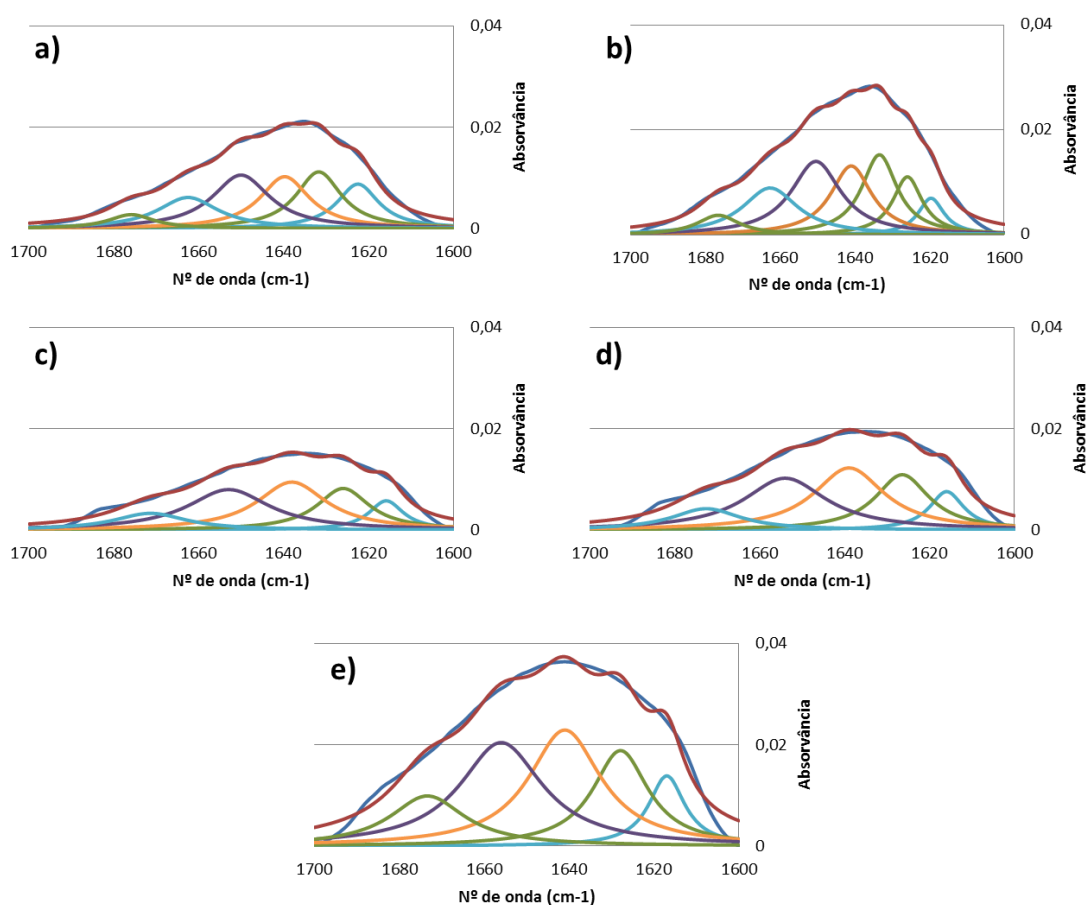 a)
0,04
0,02
0
Absorvância
1700 1680 1660 1640 1620 1600
Nº de onda (cm-1)
b)
0,04
0,02
0
Absorvância
1700 1680 1660 1640 1620 1600
Nº de onda (cm-1)
c)
0,04
0,02
0
Absorvância
1700 1680 1660 1640 1620 1600
Nº de onda (cm-1)
d)
0,04
0,02
0
Absorvância
1700 1680 1660 1640 1620 1600
Nº de onda (cm-1)
e)
0,04
0,02
0
Absorvância
1700 1680 1660 1640 1620 1600
Nº de onda (cm-1)